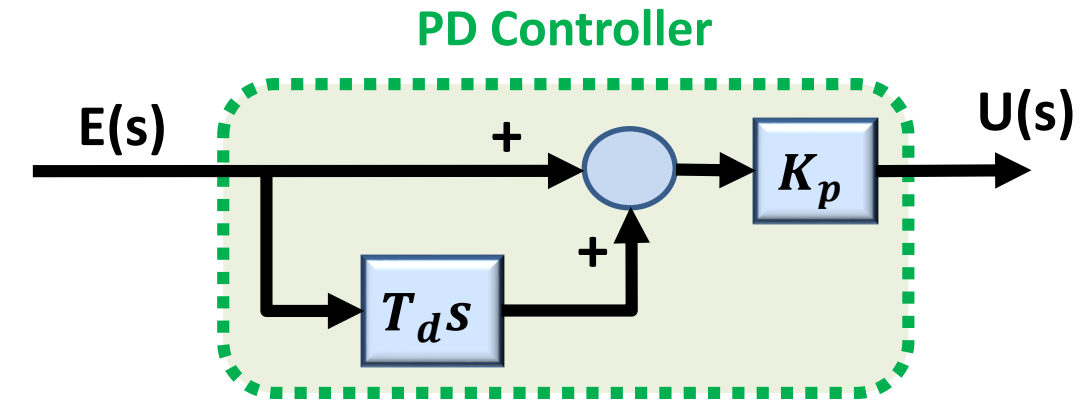 PD Controller
E(s)
+
U(s)
K_p
+
T_d s